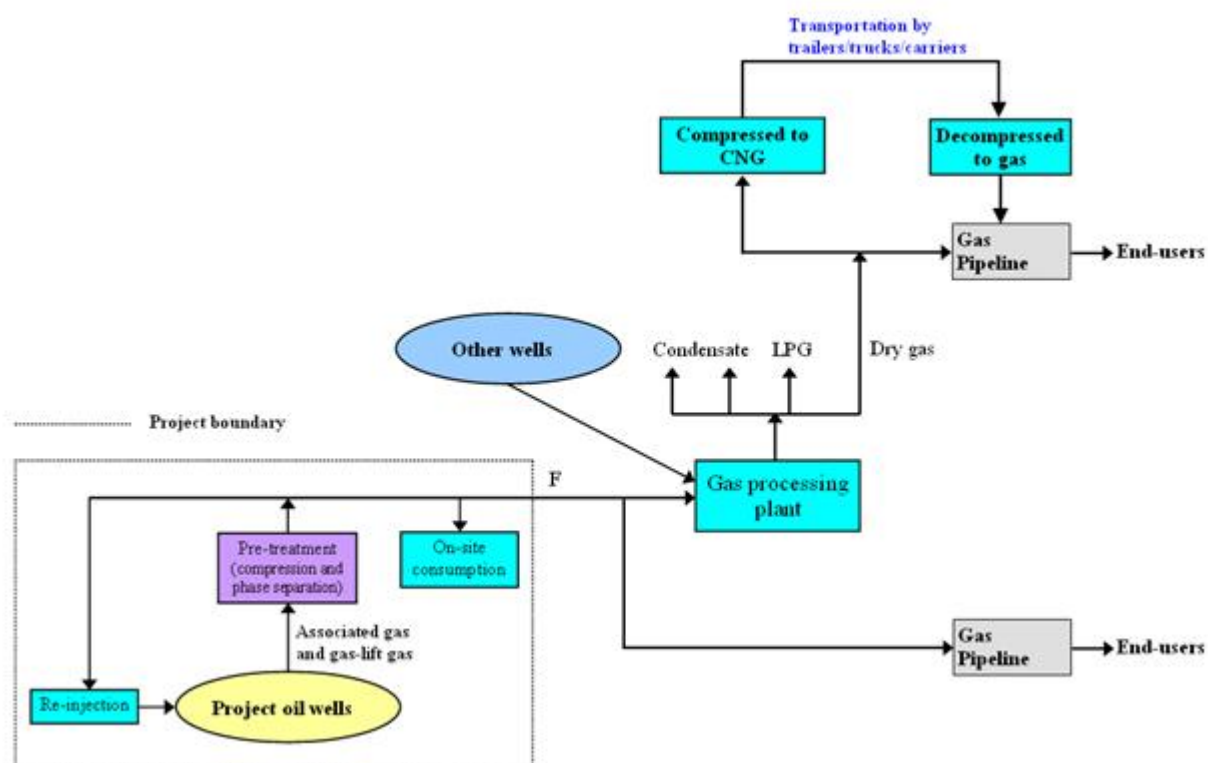 Transportation by
trailers/trucks/carriers
Compressed to
CNG
Decompressed
to gas
Gas
Pipeline
End-users
Other wells
Condensate
LPG
Dry gas
Project boundary
F
Gas processing
plant
Pre-treatment
(compression and
phase separation)
On-site
consumption
Associated gas
and gas-lift gas
Gas
Pipeline
End-users
Re-injection
Project oil wells